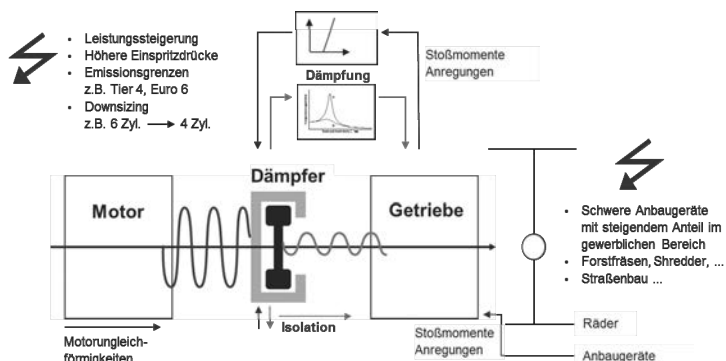 • Leistungssteigerung
• Höhere Einspritzdrücke
• Emissionsgrenzen
z.B. Tier 4, Euro 6
• Downsizing
z.B. 6 Zyl. → 4 Zyl.
Dämpfung
Stoßmomente
Anregungen
Dämpfer
Motor
Getriebe
• Schwere Anbaugeräte
mit steigendem Anteil im
gewerblichen Bereich
• Forstfräsen, Shredder, ...
• Straßenbau ...
Isolation
Motorungleich-
förmigkeiten
Stoßmomente
Anregungen
Räder
Anbaugeräte